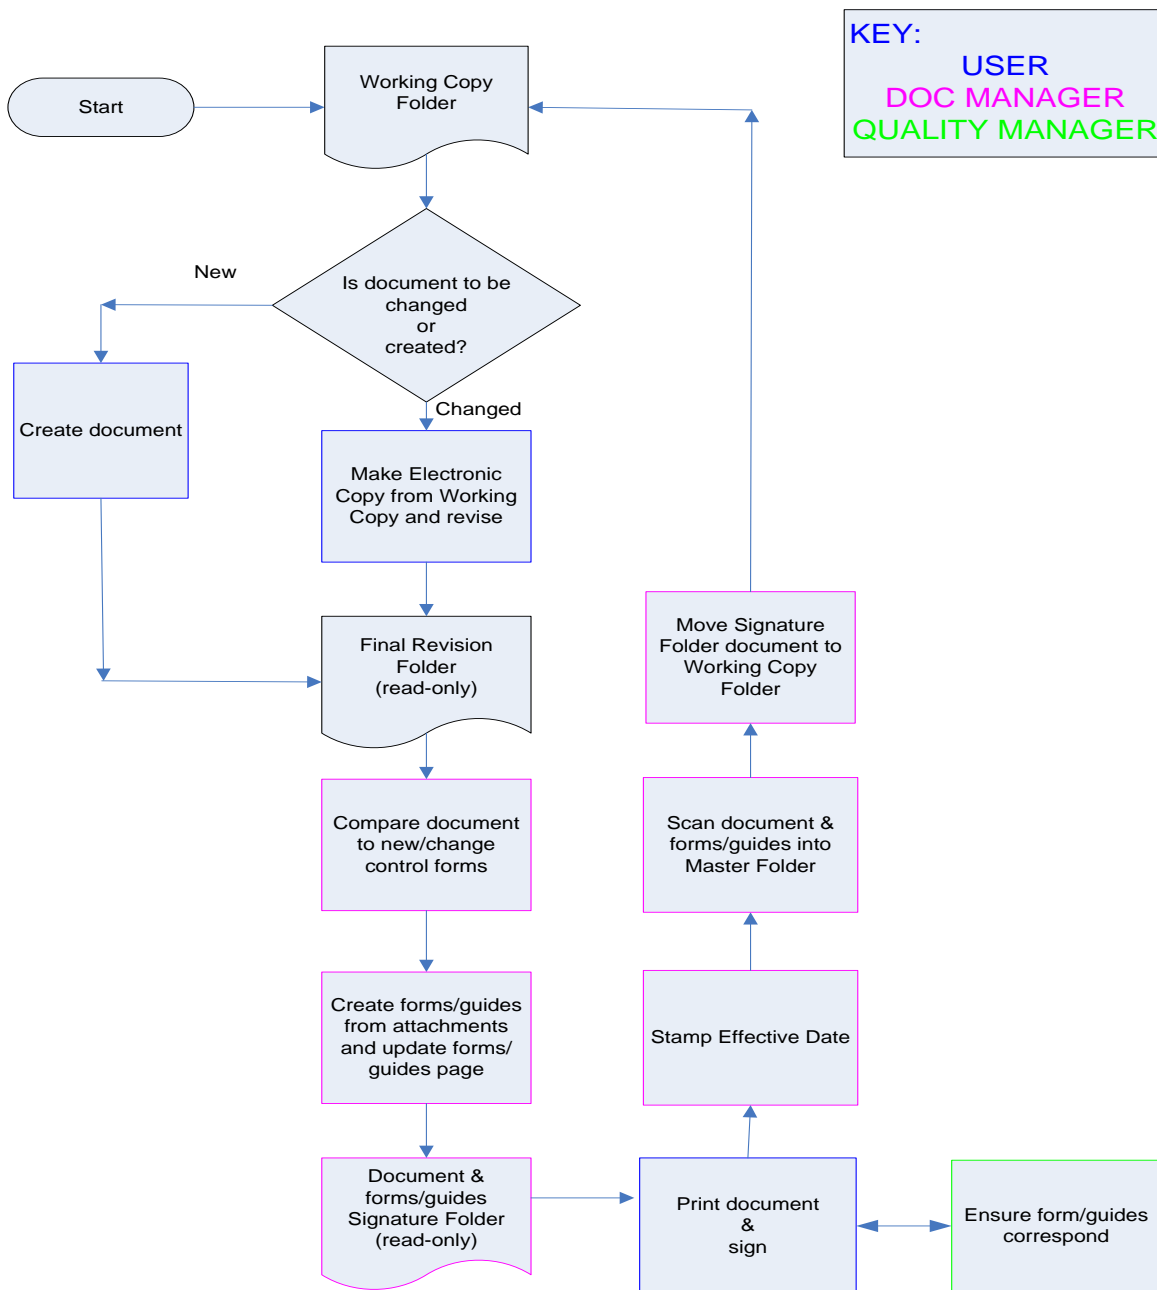 KEY:
USER
DOC MANAGER
QUALITY MANAGER
Start
Working Copy
Folder
Is document to be
changed
or
created?
New
Changed
Create document
Make Electronic
Copy from Working
Copy and revise
Final Revision
Folder
(read-only)
Compare document
to new/change
control forms
Create forms/guides
from attachments
and update forms/
guides page
Document &
forms/guides
Signature Folder
(read-only)
Print document
&
sign
Ensure form/guides
correspond
Stamp Effective Date
Scan document &
forms/guides into
Master Folder
Move Signature
Folder document to
Working Copy
Folder